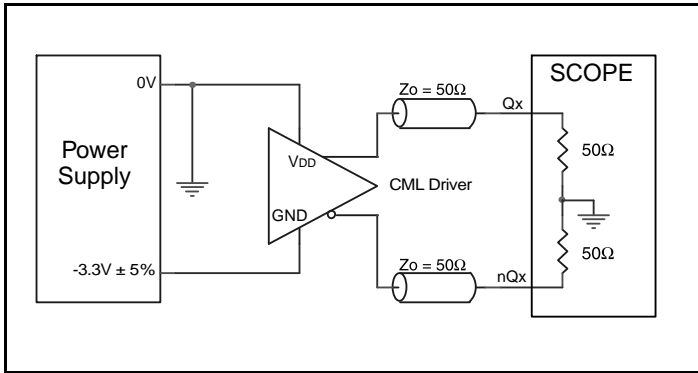 0V
Power
Supply
-3.3V ± 5%
VDD
GND
CML Driver
Zo = 50Ω
Qx
Zo = 50Ω
nQx
SCOPE
50Ω
50Ω